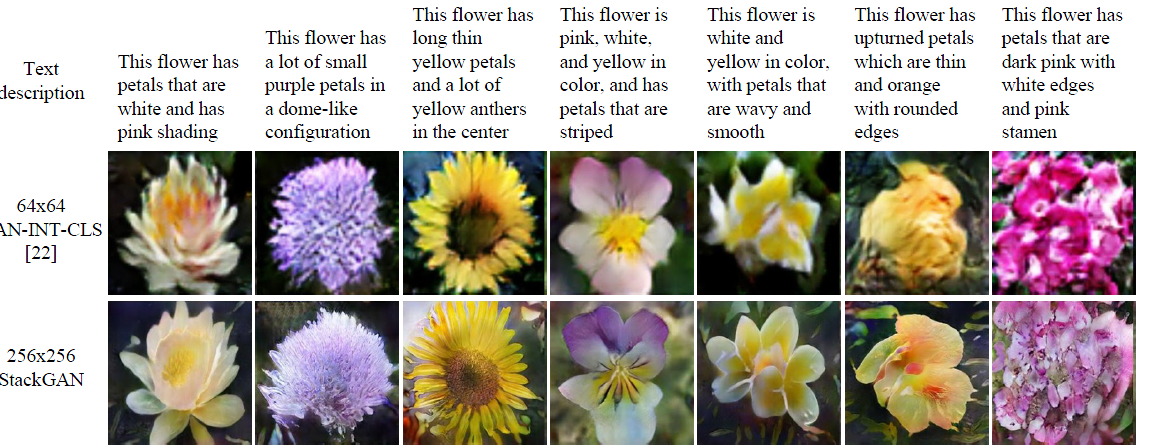 Text
description
This flower has
petals that are
white and has
pink shading
This flower has
a lot of small
purple petals in
a dome-like
configuration
This flower has
long thin
yellow petals
and a lot of
yellow anthers
in the center
This flower is
pink, white,
and yellow in
color, and has
petals that are
striped
This flower is
white and
yellow in color,
with petals that
are wavy and
smooth
This flower has
upturned petals
which are thin
and orange
with rounded
edges
This flower has
petals that are
dark pink with
white edges
and pink
stamen
64x64
AN-INT-CLS
[22]
256x256
StackGAN